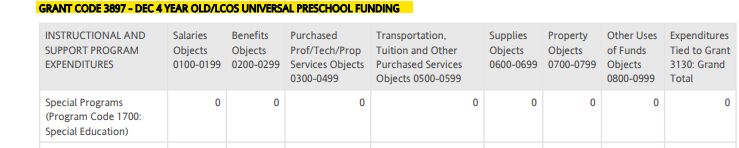 GRANT CODE 3897 – DEC 4 YEAR OLD/LCOS UNIVERSAL PRESCHOOL FUNDING
INSTRUCTIONAL AND
SUPPORT PROGRAM
EXPENDITURES
Salaries
Objects
0100-0199
Benefits
Objects
0200-0299
Purchased
Prof/Tech/Prop
Services Objects
0300-0499
Transportation,
Tuition and Other
Purchased Services
Objects 0500-0599
Supplies
Objects
0600-0699
Property
Objects
0700-0799
Other Uses
of Funds
Objects
0800-0999
Expenditures
Tied to Grant
3130: Grand
Total
Special Programs
(Program Code 1700:
Special Education)
0
0
0
0
0
0
0
0